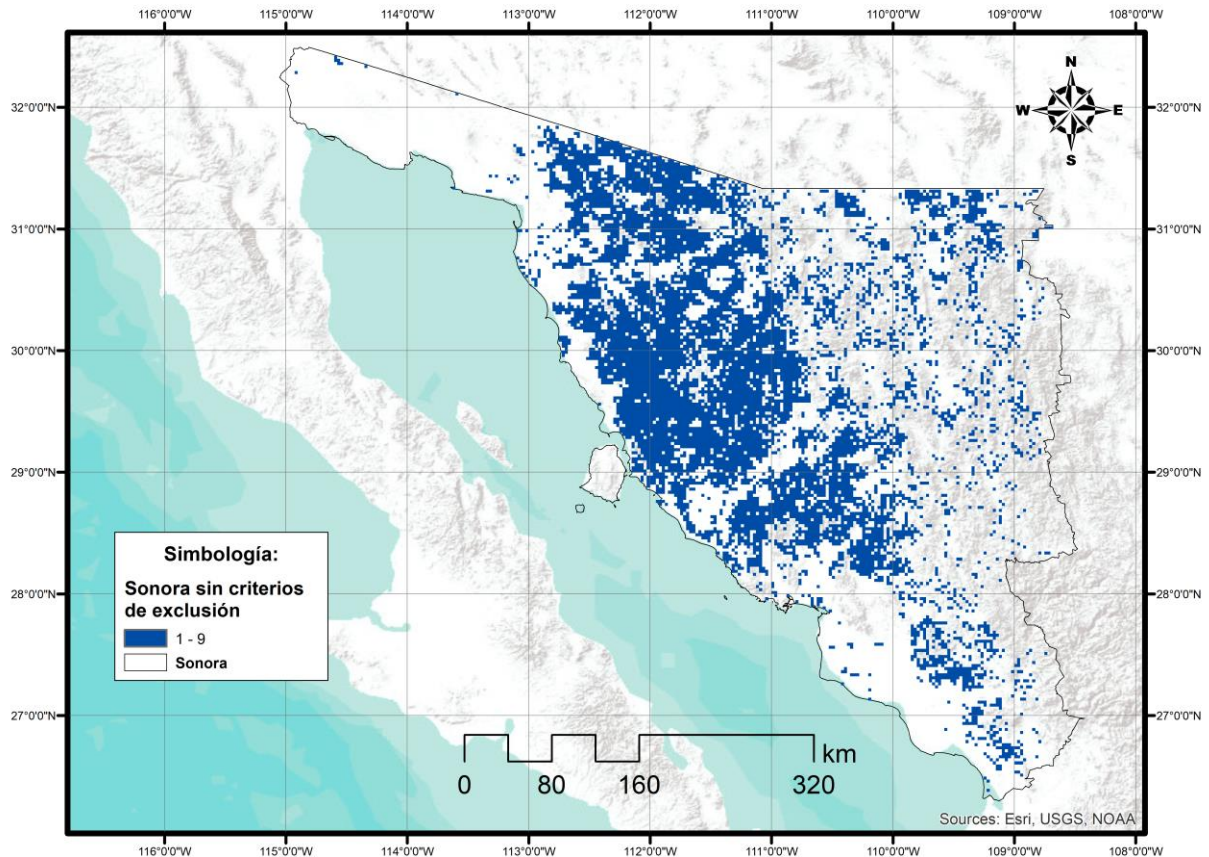 116°0'0"W 115°0'0"W 114°0'0"W 113°0'0"W 112°0'0"W 111°0'0"W 110°0'0"W 109°0'0"W 108°0'0"W
N
W E
S
32°0'0"N 32°0'0"N
31°0'0"N 31°0'0"N
30°0'0"N 30°0'0"N
29°0'0"N 29°0'0"N
28°0'0"N 28°0'0"N
27°0'0"N 27°0'0"N
Simbología:
Sonora sin criterios
de exclusión
1 - 9
Sonora
km
0 80 160 320
Sources: Esri, USGS, NOAA
116°0'0"W 115°0'0"W 114°0'0"W 113°0'0"W 112°0'0"W 111°0'0"W 110°0'0"W 109°0'0"W 108°0'0"W